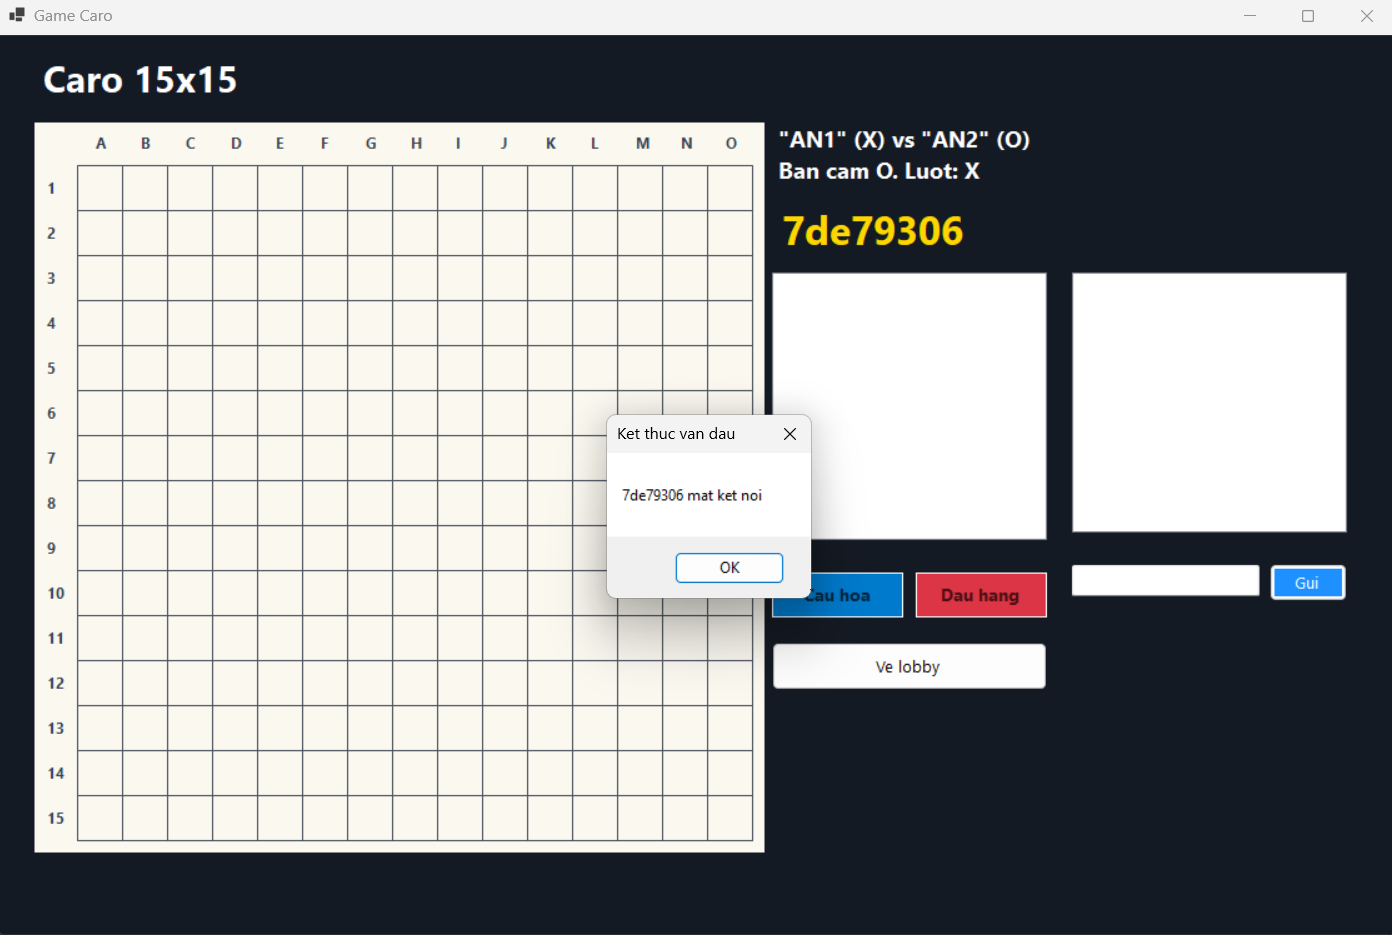 Game Caro
Caro 15x15
A B C D E F G H I J K L M N O
1
2
3
4
5
6
7
8
9
10
11
12
13
14
15
"AN1" (X) vs "AN2" (O)
Ban cam O. Luot: X
7de79306
Ket thuc van dau
7de79306 mat ket noi
OK
Cau hoa
Dau hang
Gui
Ve lobby